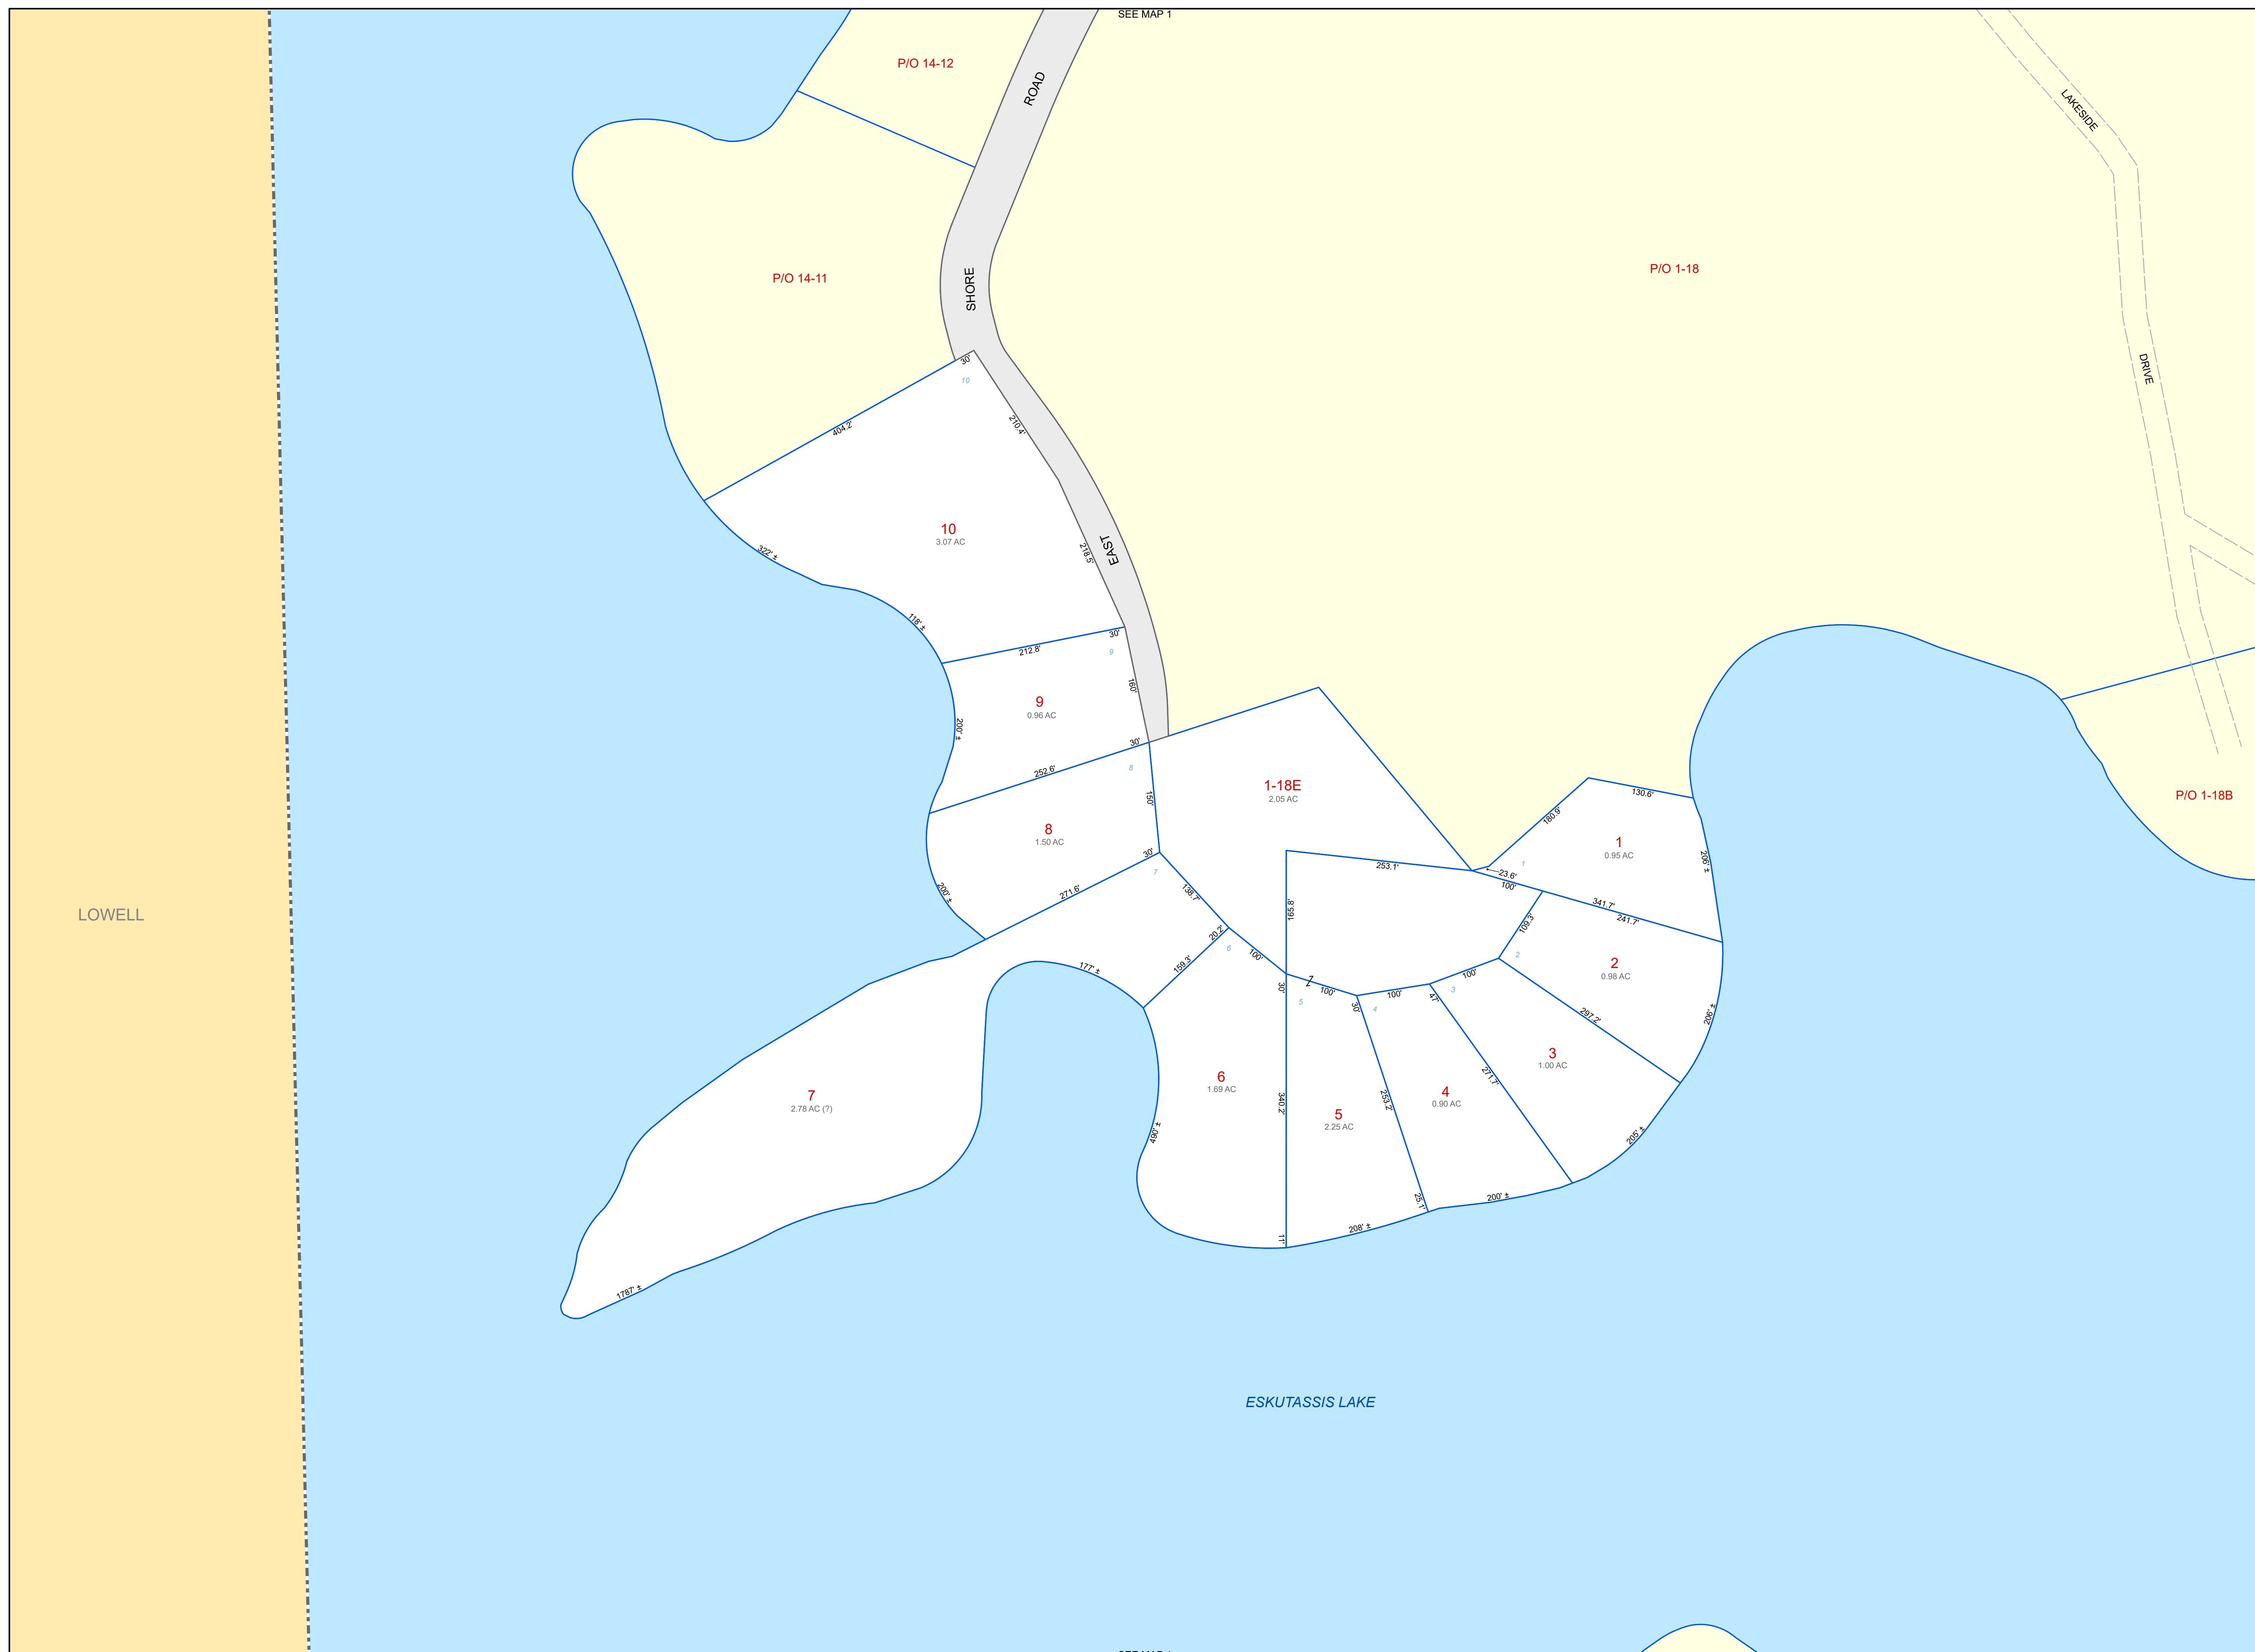 SEE MAP 1
P/O 14-12
ROAD
LAKESIDE
P/O 14-11
SHORE
P/O 1-18
30'
10
DRIVE
404.2'
210.4'
10
3.07 AC
322' ±
218.5'
EAST
118' ±
30'
212.8'
9
160'
9
0.96 AC
200' ±
30'
252.6'
8
150'
1-18E
2.05 AC
130.6'
P/O 1-18B
180.9'
8
1.50 AC
1
0.95 AC
206' ±
30'
7
271.6'
200' ±
138.7'
253.1'
1
23.6'
100'
341.7'
241.7'
165.8'
109.3'
LOWELL
20.2'
6
100'
159.3'
177' ±
2
2
0.98 AC
Z
100'
30'
5
30'
4
100'
47'
3
100'
297.2'
206' ±
3
1.00 AC
6
1.69 AC
271.7'
7
2.78 AC (?)
340.2'
253.2'
4
0.90 AC
5
2.25 AC
490' ±
205' ±
25.1'
200' ±
208' ±
11'
1787' ±
ESKUTASSIS LAKE